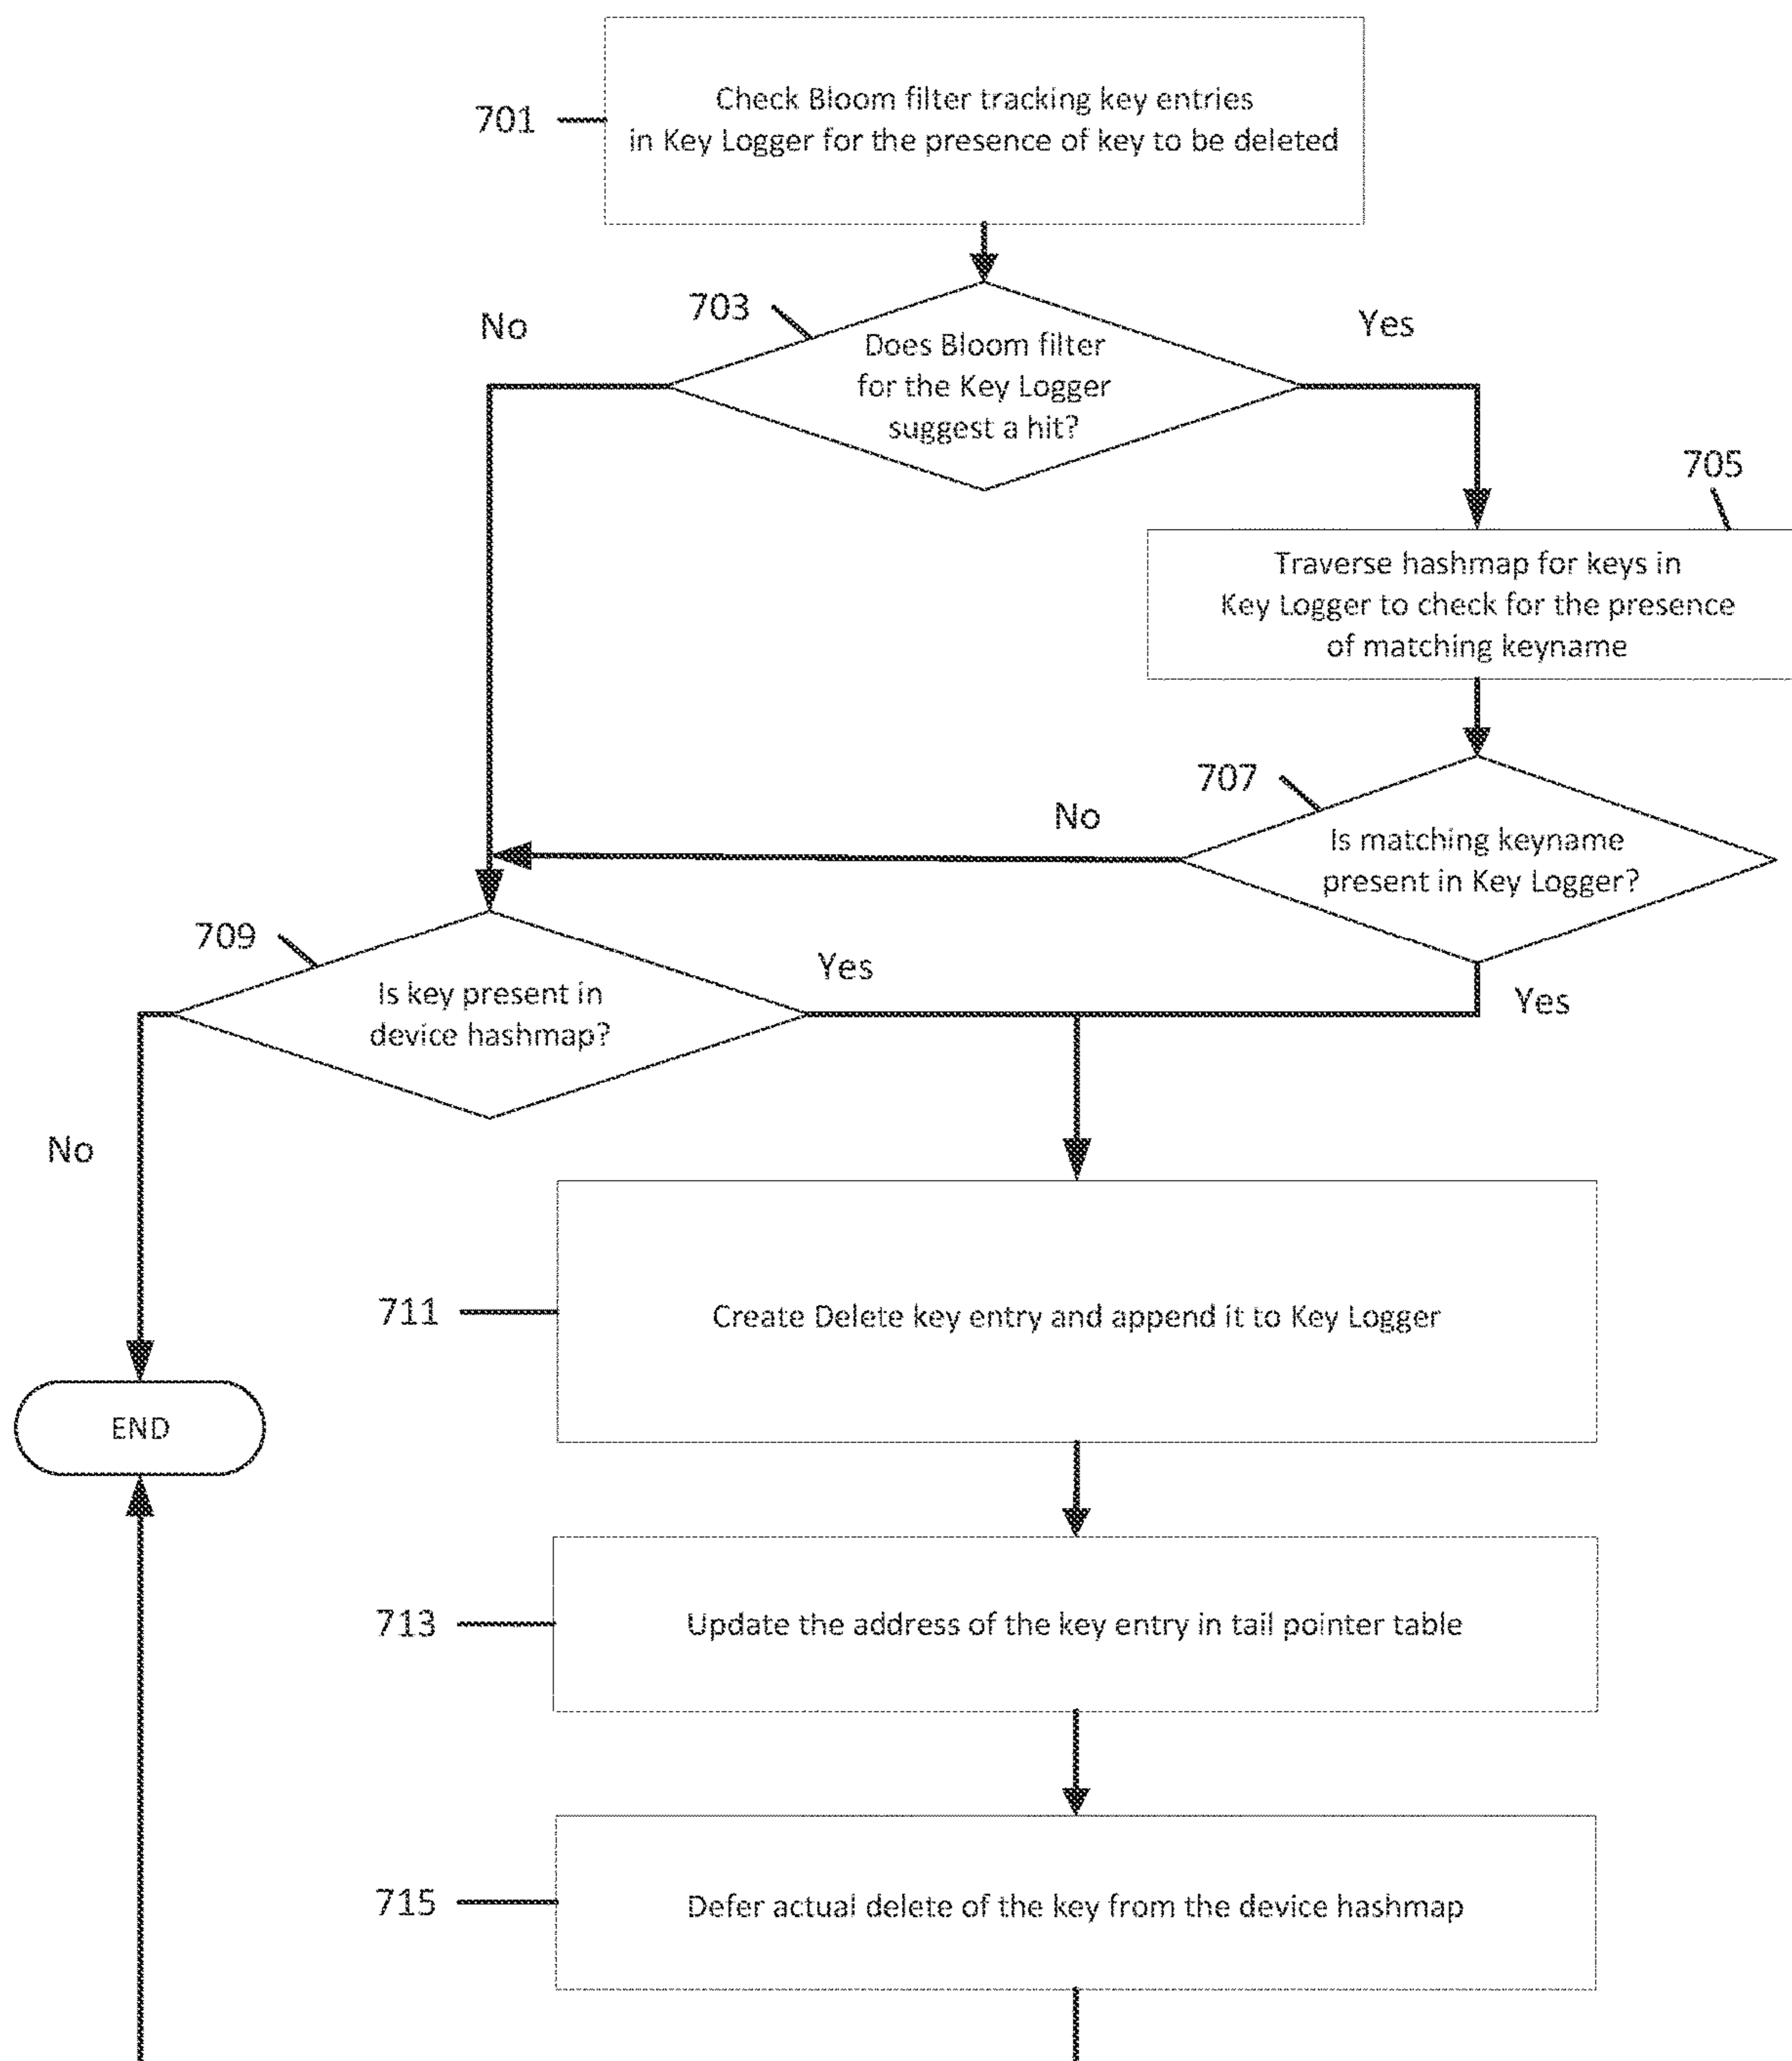 701
Check Bloom filter tracking key entries
in Key Logger for the presence of key to be deleted
703
No
Yes
Does Bloom filter
for the Key Logger
suggest a hit?
705
Traverse hashmap for keys in
Key Logger to check for the presence
of matching keyname
707
No
Is matching keyname
present in Key Logger?
709
Yes
Yes
Is key present in
device hashmap?
No
711
Create Delete key entry and append it to Key Logger
END
713
Update the address of the key entry in tail pointer table
715
Defer actual delete of the key from the device hashmap